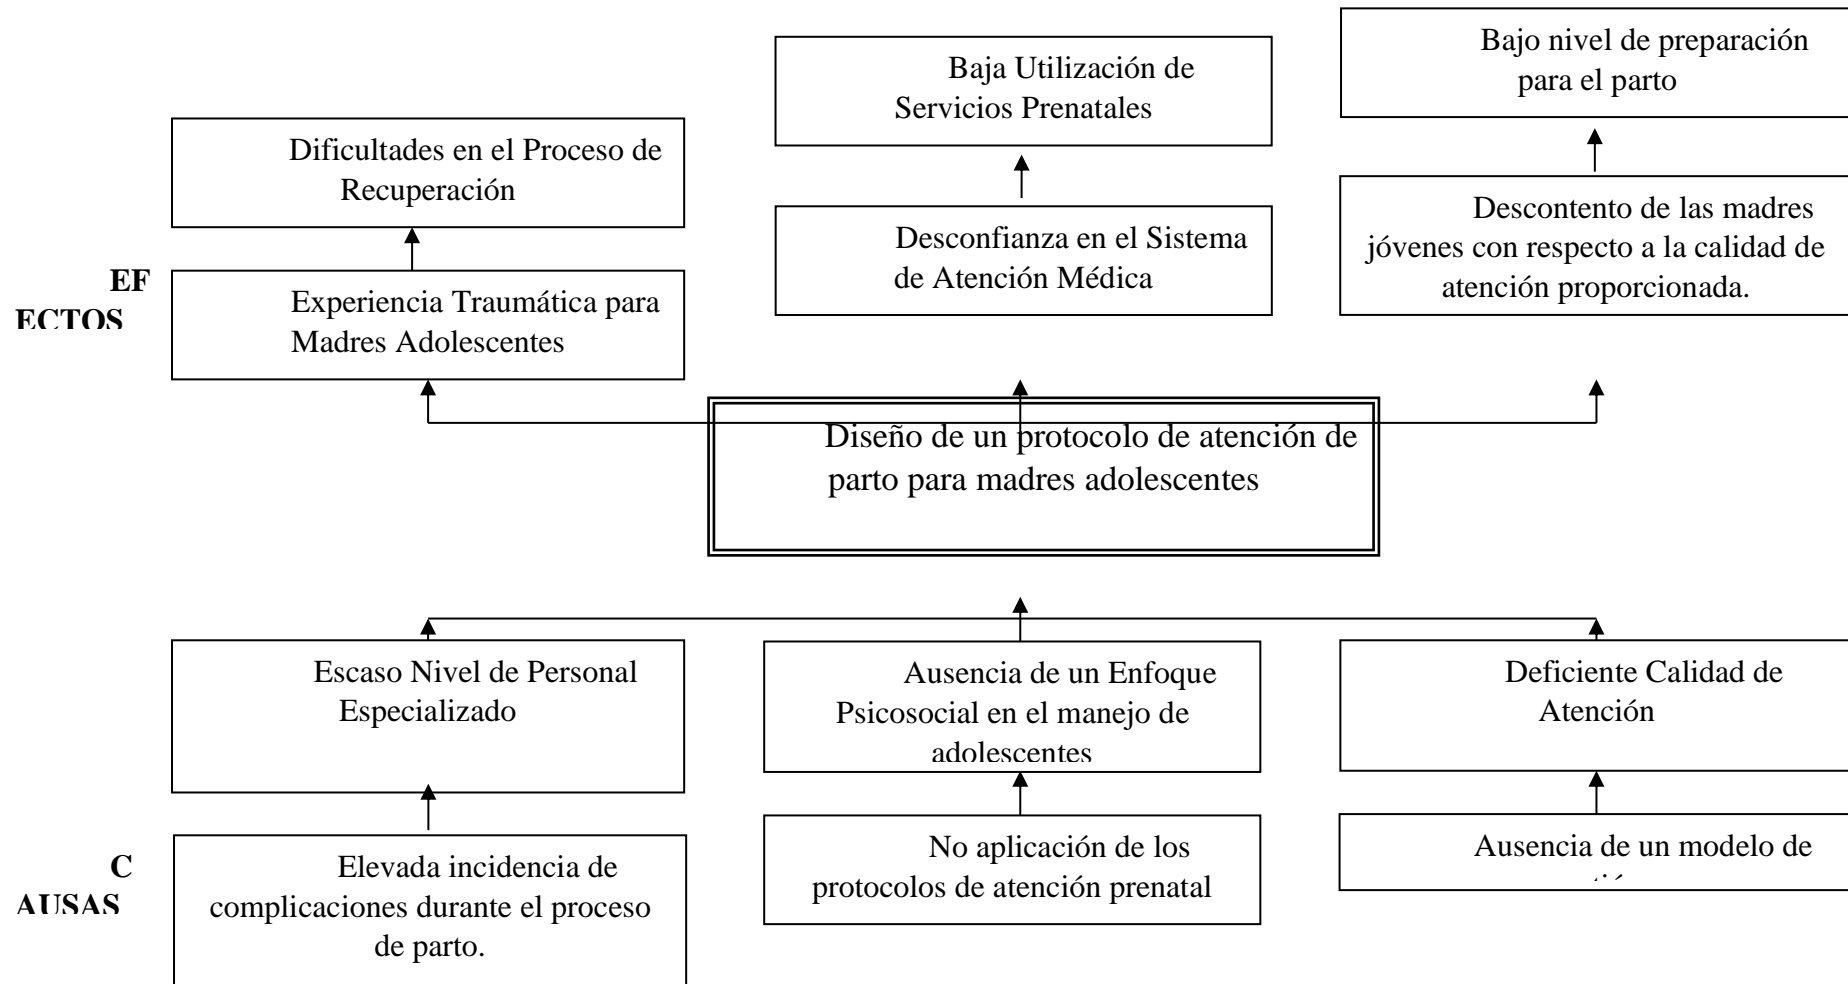 Bajo nivel de preparación
para el parto
Baja Utilización de
Servicios Prenatales
Dificultades en el Proceso de
Recuperación
Descontento de las madres
jóvenes con respecto a la calidad de
atención proporcionada.
Desconfianza en el Sistema
de Atención Médica
EF
ECTOS
Experiencia Traumática para
Madres Adolescentes
Diseño de un protocolo de atención de
parto para madres adolescentes
Escaso Nivel de Personal
Especializado
Ausencia de un Enfoque
Psicosocial en el manejo de
adolescentes
Deficiente Calidad de
Atención
C
AUSAS
Elevada incidencia de
complicaciones durante el proceso
de parto.
No aplicación de los
protocolos de atención prenatal
Ausencia de un modelo de